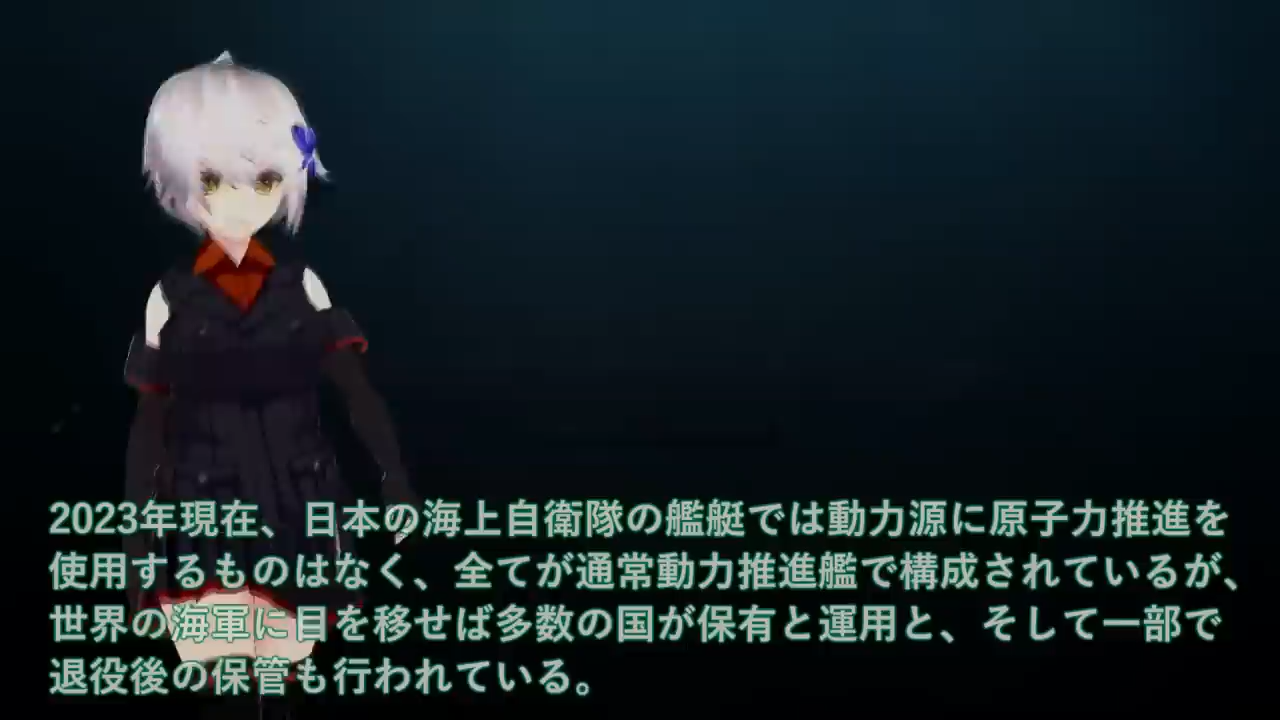 2023年現在、日本の海上自衛隊の艦艇では動力源に原子力推進を
使用するものはなく、全てが通常動力推進艦で構成されているが、
世界の海軍に目を移せば多数の国が保有と運用と、そして一部で
退役後の保管も行われている。